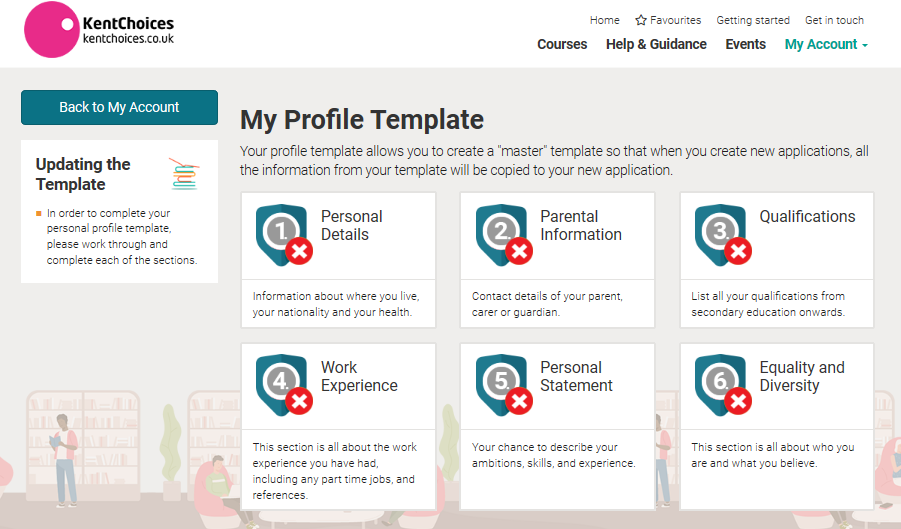 KentChoices
kentchoices.co.uk
Home Favourites Getting started Get in touch
Courses Help & Guidance Events My Account
Back to My Account
Updating the
Template
In order to complete your
personal profile template,
please work through and
complete each of the sections.
My Profile Template
Your profile template allows you to create a "master" template so that when you create new applications, all
the information from your template will be copied to your new application.
1.
Personal
Details
Information about where you live,
your nationality and your health.
2.
Parental
Information
Contact details of your parent,
carer or guardian.
3.
Qualifications
List all your qualifications from
secondary education onwards.
4.
Work
Experience
This section is all about the work
experience you have had,
including any part time jobs, and
references.
5.
Personal
Statement
Your chance to describe your
ambitions, skills, and experience.
6.
Equality and
Diversity
This section is all about who you
are and what you believe.